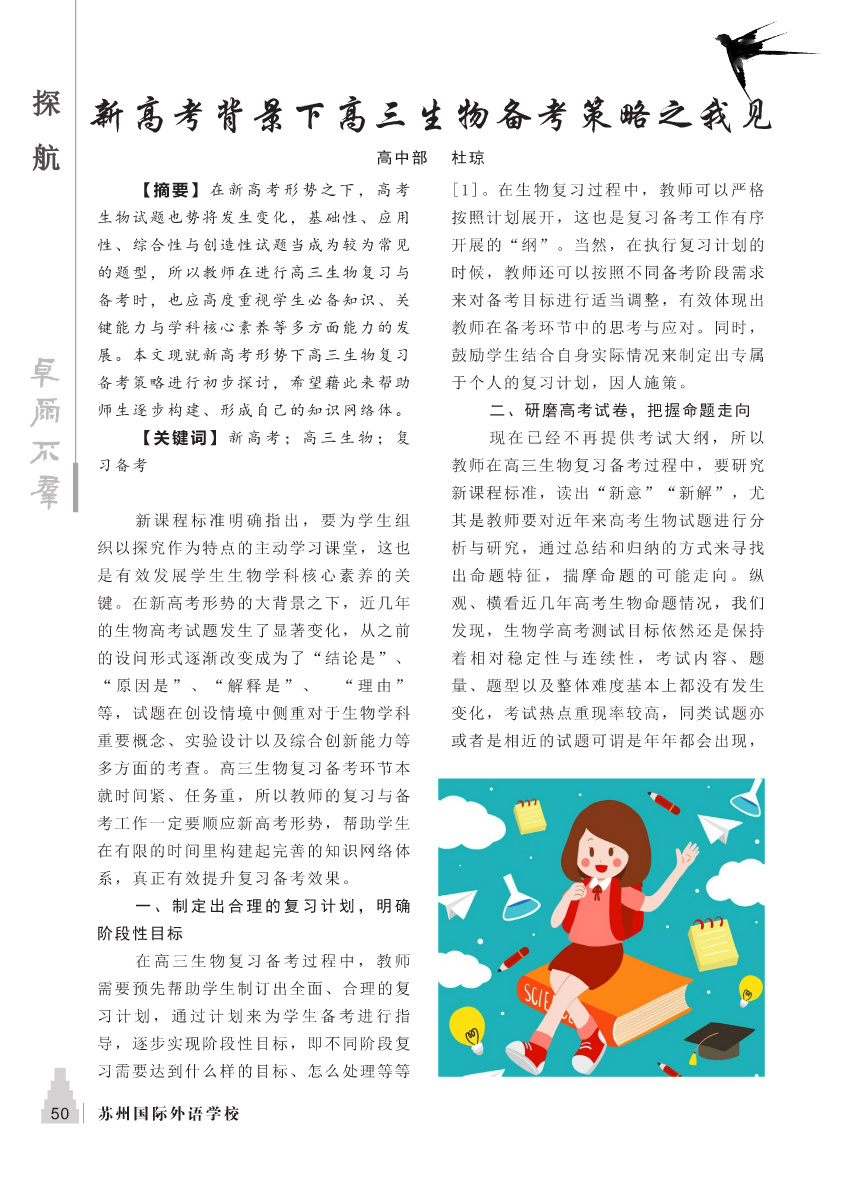 探航
新高考背景下高三生物备考策略之我见
高中部 杜琼
【摘要】在新高考形势之下，高考
生物试题也势将发生变化，基础性、应用
性、综合性与创造性试题当成为较为常见
的题型，所以教师在进行高三生物复习与
备考时，也应高度重视学生必备知识、关
键能力与学科核心素养等多方面能力的发
展。本文现就新高考形势下高三生物复习
备考策略进行初步探讨，希望藉此来帮助
师生逐步构建、形成自己的知识网络体。
【关键词】新高考；高三生物；复
习备考
新课程标准明确指出，要为学生组
织以探究作为特点的主动学习课堂，这也
是有效发展学生生物学科核心素养的关
键。在新高考形势的大背景之下，近几年
的生物高考试题发生了显著变化，从之前
的设问形式逐渐改变成为了“结论是”、
“原因是”、“解释是”、 “理由”
等，试题在创设情境中侧重对于生物学科
重要概念、实验设计以及综合创新能力等
多方面的考查。高三生物复习备考环节本
就时间紧、任务重，所以教师的复习与备
考工作一定要顺应新高考形势，帮助学生
在有限的时间里构建起完善的知识网络体
系，真正有效提升复习备考效果。
一、制定出合理的复习计划，明确
阶段性目标
在高三生物复习备考过程中，教师
需要预先帮助学生制订出全面、合理的复
习计划，通过计划来为学生备考进行指
导，逐步实现阶段性目标，即不同阶段复
习需要达到什么样的目标、怎么处理等等
[1]。在生物复习过程中，教师可以严格
按照计划展开，这也是复习备考工作有序
开展的“纲”。当然，在执行复习计划的
时候，教师还可以按照不同备考阶段需求
来对备考目标进行适当调整，有效体现出
教师在备考环节中的思考与应对。同时，
鼓励学生结合自身实际情况来制定出专属
于个人的复习计划，因人施策。
二、研磨高考试卷，把握命题走向
现在已经不再提供考试大纲，所以
教师在高三生物复习备考过程中，要研究
新课程标准，读出“新意”“新解”，尤
其是教师要对近年来高考生物试题进行分
析与研究，通过总结和归纳的方式来寻找
出命题特征，揣摩命题的可能走向。纵
观、横看近几年高考生物命题情况，我们
发现，生物学高考测试目标依然还是保持
着相对稳定性与连续性，考试内容、题
量、题型以及整体难度基本上都没有发生
变化，考试热点重现率较高，同类试题亦
或者是相近的试题可谓是年年都会出现，
SCIENCE
卓尔不群
50
苏州国际外语学校